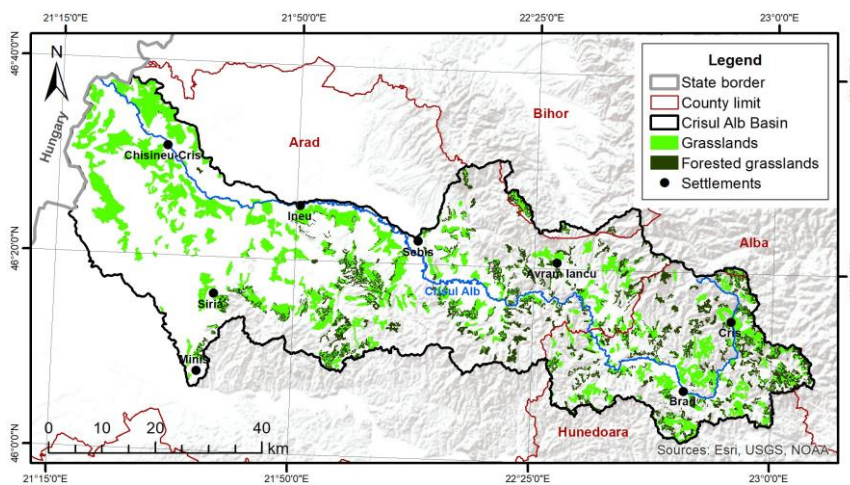 21°15'0"E 21°50'0"E 22°25'0"E 23°0'0"E
46°40'0"N
N
Hungary
Legend
State border
County limit
Crisul Alb Basin
Grasslands
Forested grasslands
Settlements
Bihor
Arad
Chisineu-Cris
Ineu
Sebis
Alba
46°20'0"N
Avram Iancu
Crisul Alb
Siria
Cris
Minis
Brad
Hunedoara
0 10 20 40
km
Sources: Esri, USGS, NOAA
46°0'0"N
21°15'0"E 21°50'0"E 22°25'0"E 23°0'0"E